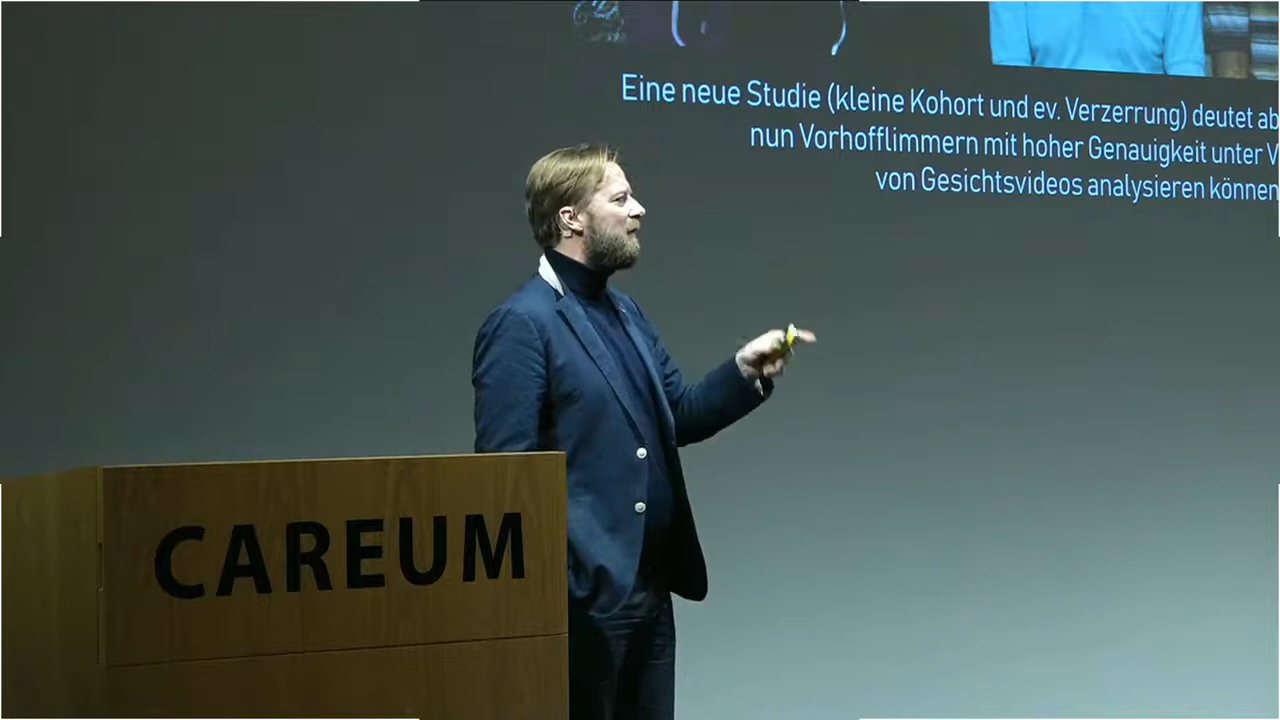 Eine neue Studie (kleine Kohort und ev. Verzerrung) deutet
nun Vorhofflimmern mit hoher Genauigkeit unter
von Gesichtsvideos analysieren können
CAREUM